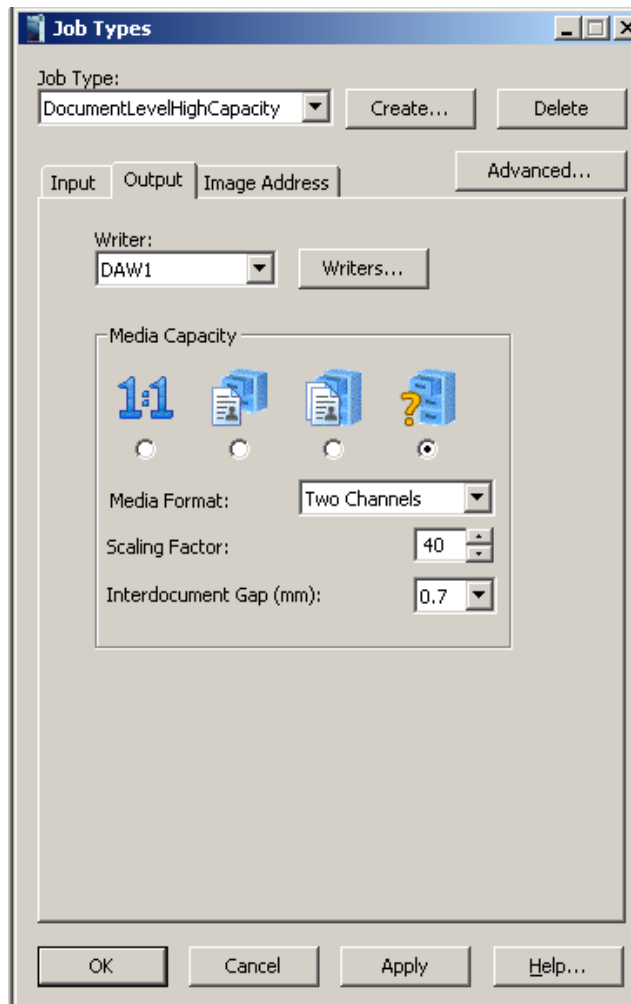 Job Types
Job Type:
DocumentLevelHighCapacity Create... Delete
Advanced...
Input Output Image Address
Writer:
DAW1 Writers...
Media Capacity
1:1 ?
Media Format: Two Channels
Scaling Factor: 40
Interdocument Gap (mm): 0.7
OK Cancel Apply Help...